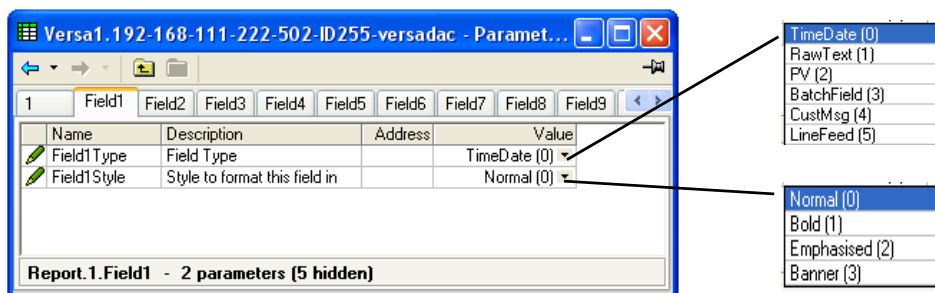 Versa1.192-168-111-222-502-ID255-versadac - Paramet...
1 Field1 Field2 Field3 Field4 Field5 Field6 Field7 Field8 Field9
Name Description Address Value
Field1Type Field Type TimeDate (0)
Field1Style Style to format this field in Normal (0)
Report.1.Field1 - 2 parameters (5 hidden)
TimeDate (0)
RawText (1)
PV (2)
BatchField (3)
CustMsg (4)
LineFeed (5)
Normal (0)
Bold (1)
Emphasised (2)
Banner (3)